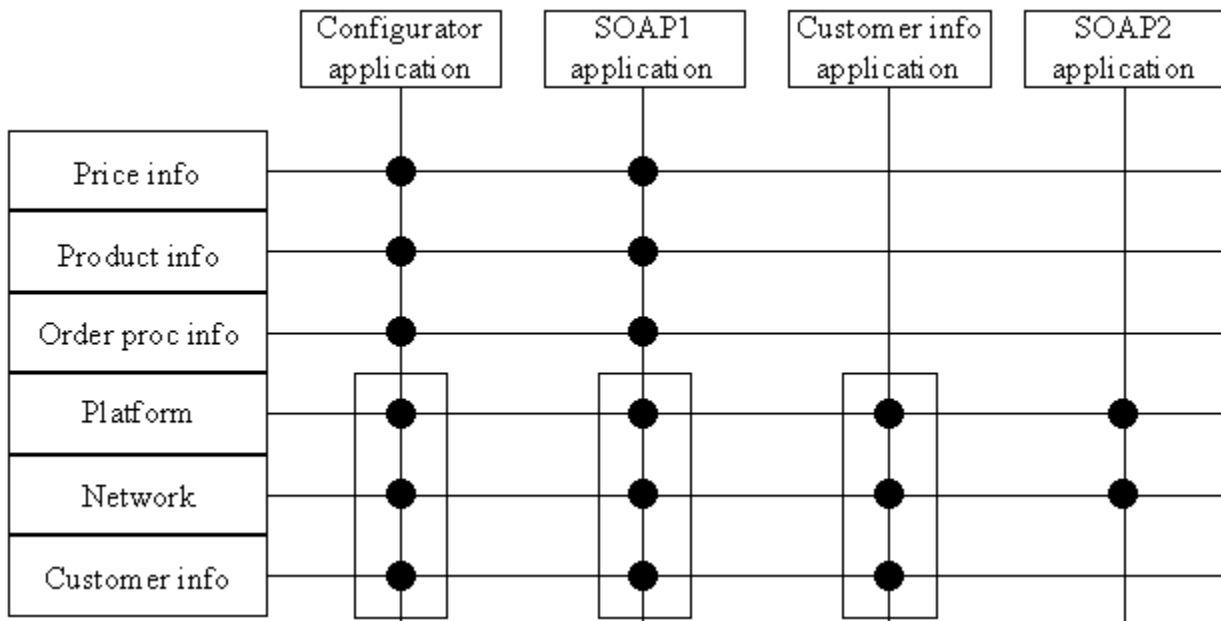 Configurator
application
SOAP1
application
Customer info
application
SOAP2
application
Price info
Product info
Order proc info
Platform
Network
Customer info